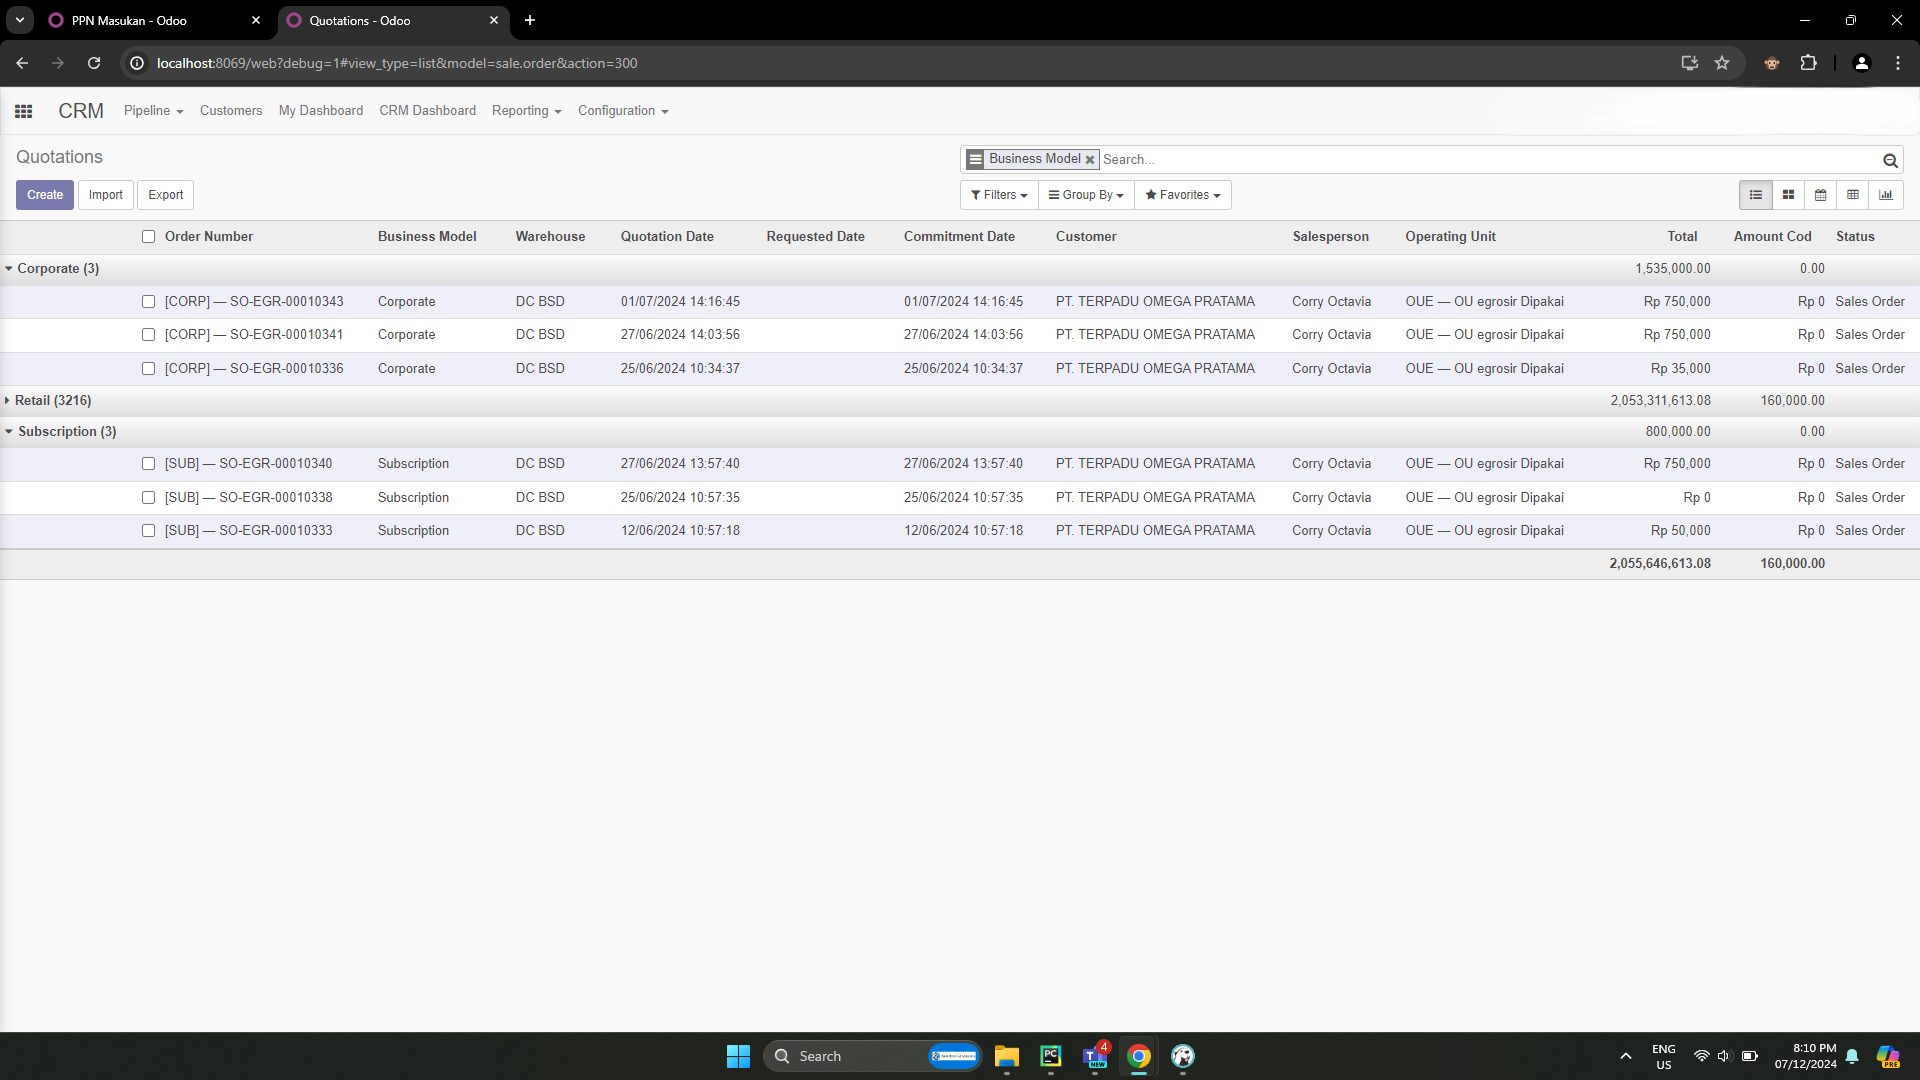 PPN Masukan - Odoo
Quotations - Odoo
localhost:8069/web?debug=1#view_type=list&model=sale.order&action=300
CRM Pipeline Customers My Dashboard CRM Dashboard Reporting Configuration
Quotations
Business Model Search...
Create Import Export Filters Group By Favorites
Order Number Business Model Warehouse Quotation Date Requested Date Commitment Date Customer Salesperson Operating Unit Total Amount Cod Status
Corporate (3) 1,535,000.00 0.00
[CORP] — SO-EGR-00010343 Corporate DC BSD 01/07/2024 14:16:45 01/07/2024 14:16:45 PT. TERPADU OMEGA PRATAMA Corry Octavia OUE — OU egrosir Dipakai Rp 750,000 Rp 0 Sales Order
[CORP] — SO-EGR-00010341 Corporate DC BSD 27/06/2024 14:03:56 27/06/2024 14:03:56 PT. TERPADU OMEGA PRATAMA Corry Octavia OUE — OU egrosir Dipakai Rp 750,000 Rp 0 Sales Order
[CORP] — SO-EGR-00010336 Corporate DC BSD 25/06/2024 10:34:37 25/06/2024 10:34:37 PT. TERPADU OMEGA PRATAMA Corry Octavia OUE — OU egrosir Dipakai Rp 35,000 Rp 0 Sales Order
Retail (3216) 2,053,311,613.08 160,000.00
Subscription (3) 800,000.00 0.00
[SUB] — SO-EGR-00010340 Subscription DC BSD 27/06/2024 13:57:40 27/06/2024 13:57:40 PT. TERPADU OMEGA PRATAMA Corry Octavia OUE — OU egrosir Dipakai Rp 750,000 Rp 0 Sales Order
[SUB] — SO-EGR-00010338 Subscription DC BSD 25/06/2024 10:57:35 25/06/2024 10:57:35 PT. TERPADU OMEGA PRATAMA Corry Octavia OUE — OU egrosir Dipakai Rp 0 Rp 0 Sales Order
[SUB] — SO-EGR-00010333 Subscription DC BSD 12/06/2024 10:57:18 12/06/2024 10:57:18 PT. TERPADU OMEGA PRATAMA Corry Octavia OUE — OU egrosir Dipakai Rp 50,000 Rp 0 Sales Order
2,055,646,613.08 160,000.00
Search
PC
4
NEW
ENG
US
8:10 PM
07/12/2024
PRE